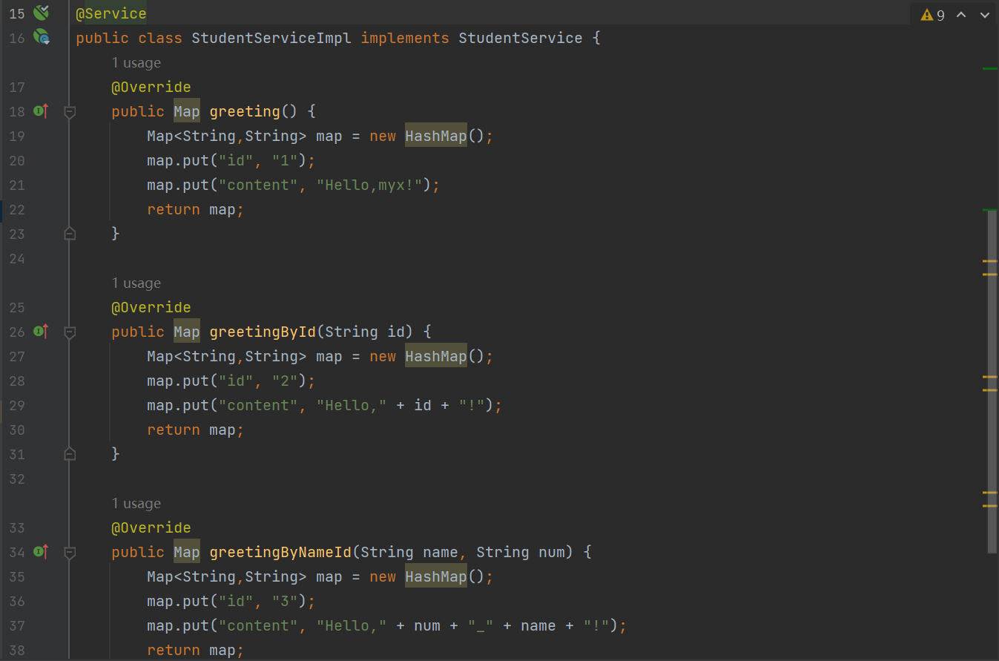 15 @Service
16 public class StudentServiceImpl implements StudentService {
1 usage
17 @Override
18 public Map greeting() {
19 Map<String,String> map = new HashMap();
20 map.put("id", "1");
21 map.put("content", "Hello,myx!");
22 return map;
23 }
24
1 usage
25 @Override
26 public Map greetingById(String id) {
27 Map<String,String> map = new HashMap();
28 map.put("id", "2");
29 map.put("content", "Hello," + id + "!");
30 return map;
31 }
32
1 usage
33 @Override
34 public Map greetingByNameId(String name, String num) {
35 Map<String,String> map = new HashMap();
36 map.put("id", "3");
37 map.put("content", "Hello," + num + "_" + name + "!");
38 return map;
9